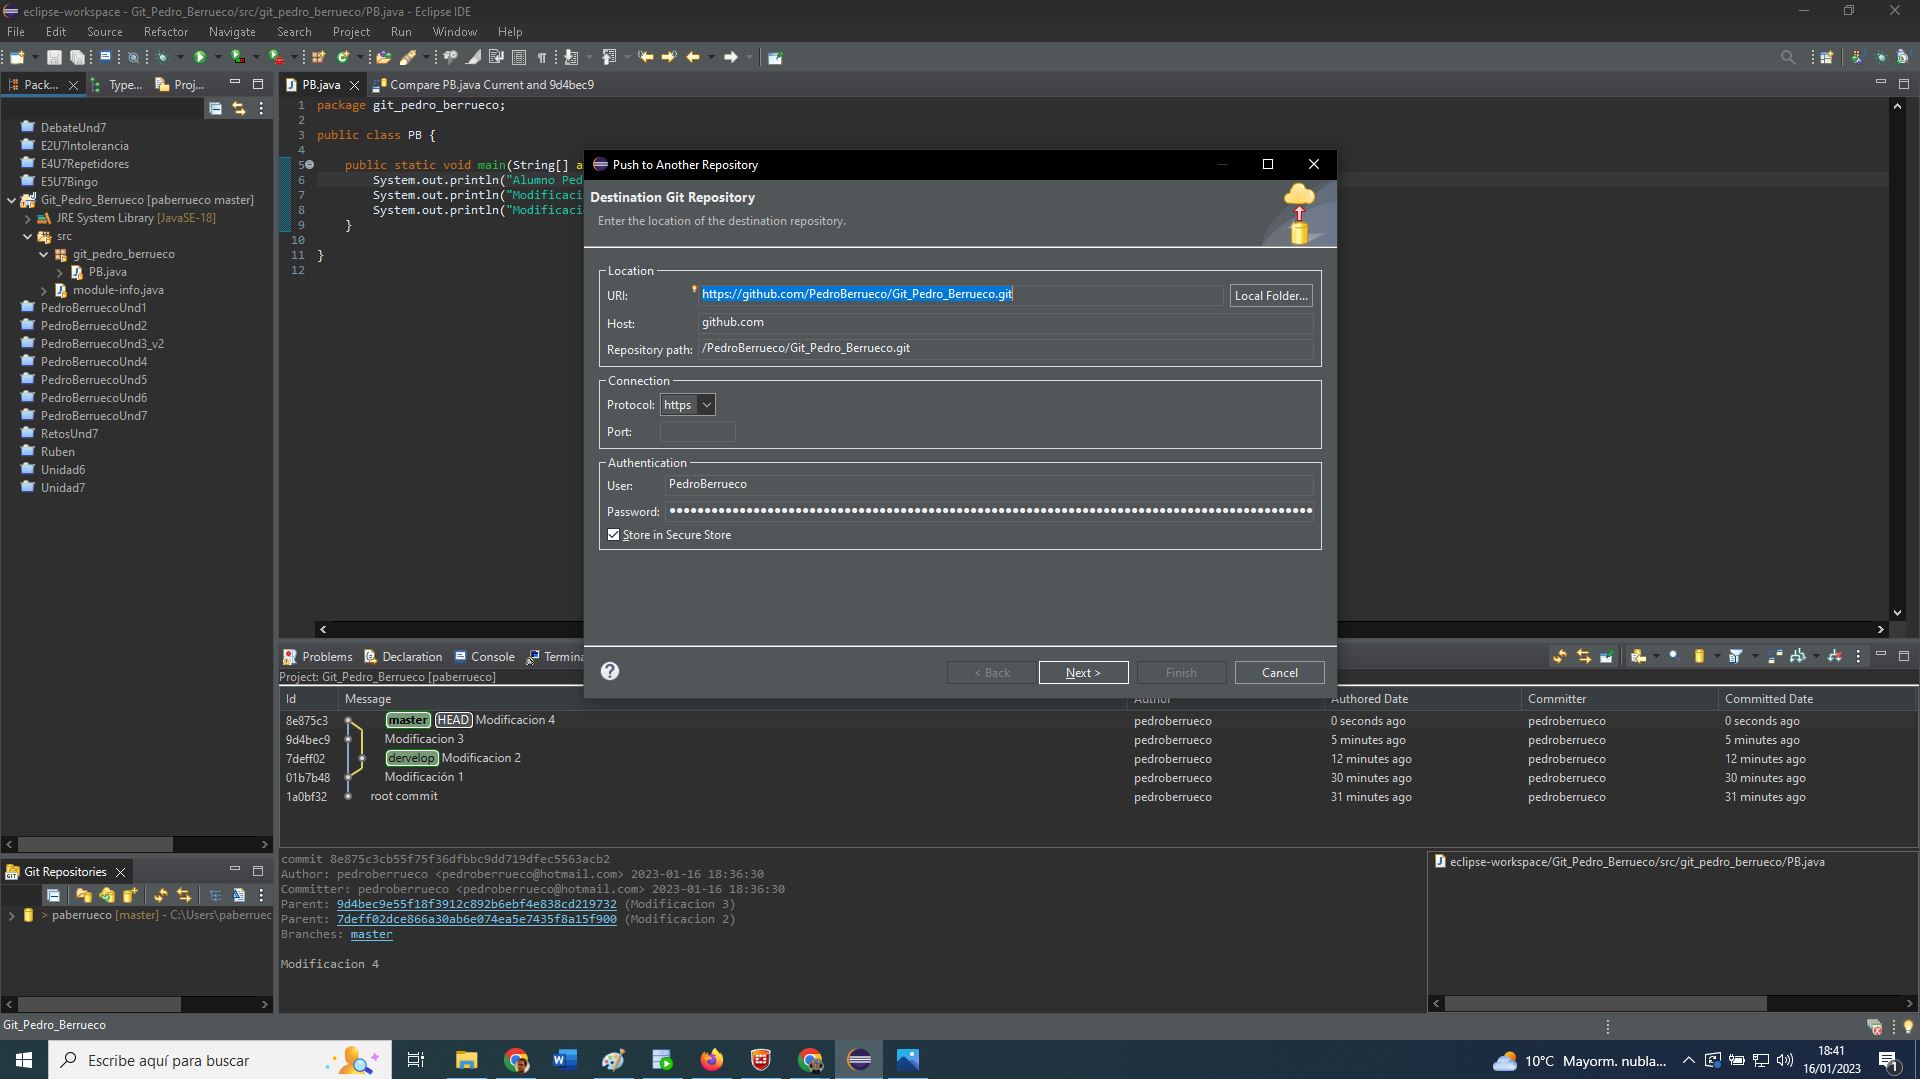 eclipse-workspace - Git_Pedro_Berrueco/src/git_pedro_berrueco/PB.java - Eclipse IDE
File Edit Source Refactor Navigate Search Project Run Window Help
Pack... Type... Proj...
DebateUnd7
E2U7Intolerancia
E4U7Repetidores
E5U7Bingo
Git_Pedro_Berrueco [paberrueco master]
JRE System Library [JavaSE-18]
src
git_pedro_berrueco
PB.java
module-info.java
PedroBerruecoUnd1
PedroBerruecoUnd2
PedroBerruecoUnd3_v2
PedroBerruecoUnd4
PedroBerruecoUnd5
PedroBerruecoUnd6
PedroBerruecoUnd7
RetosUnd7
Ruben
Unidad6
Unidad7
PB.java Compare PB.java Current and 9d4bec9
1 package git_pedro_berrueco;
2
3 public class PB {
4
5 public static void main(String[] a
6 System.out.println("Alumno Ped
7 System.out.println("Modificaci
8 System.out.println("Modificaci
9 }
10
11 }
12
Push to Another Repository
Destination Git Repository
Enter the location of the destination repository.
Location
URI: https://github.com/PedroBerrueco/Git_Pedro_Berrueco.git Local Folder...
Host: github.com
Repository path: /PedroBerrueco/Git_Pedro_Berrueco.git
Connection
Protocol: https
Port:
Authentication
User: PedroBerrueco
Password: ●●●●●●●●●●●●●●●●●●●●●●●●●●●●●●●●●●●●●●●●●●●●●●●●●●●●●●●●●●●●●●●●●●●●●●●●●●●●●●●●●●●●●●●●●●●●●
Store in Secure Store
< Back Next > Finish Cancel
Problems Declaration Console Termina
Project: Git_Pedro_Berrueco [paberrueco]
Id Message Author Authored Date Committer Committed Date
8e875c3 master HEAD Modificacion 4 pedroberrueco 0 seconds ago pedroberrueco 0 seconds ago
9d4bec9 Modificacion 3 pedroberrueco 5 minutes ago pedroberrueco 5 minutes ago
7deff02 dervelop Modificacion 2 pedroberrueco 12 minutes ago pedroberrueco 12 minutes ago
01b7b48 Modificación 1 pedroberrueco 30 minutes ago pedroberrueco 30 minutes ago
1a0bf32 root commit pedroberrueco 31 minutes ago pedroberrueco 31 minutes ago
Git Repositories
> paberrueco [master] - C:\Users\paberruec
commit 8e875c3cb55f75f36dfbbc9dd719dfec5563acb2
Author: pedroberrueco <pedroberrueco@hotmail.com> 2023-01-16 18:36:30
Committer: pedroberrueco <pedroberrueco@hotmail.com> 2023-01-16 18:36:30
Parent: 9d4bec9e55f18f3912c892b6ebf4e838cd219732 (Modificacion 3)
Parent: 7deff02dce866a30ab6e074ea5e7435f8a15f900 (Modificacion 2)
Branches: master
Modificacion 4
eclipse-workspace/Git_Pedro_Berrueco/src/git_pedro_berrueco/PB.java
Git_Pedro_Berrueco
Escribe aquí para buscar
10°C Mayorm. nubla...
18:41
16/01/2023
1